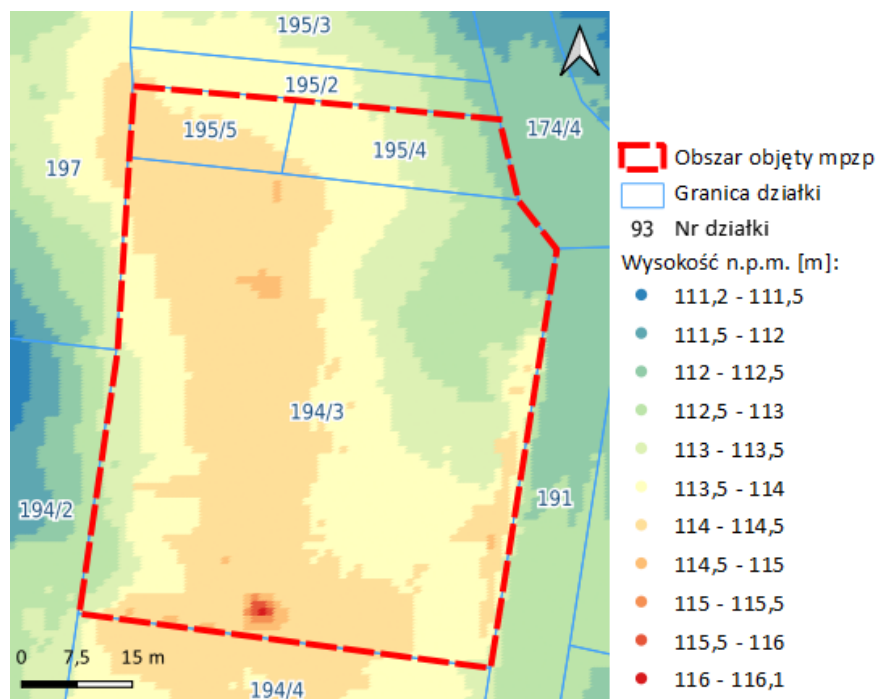 195/3
195/2
174/4
195/5
195/4
197
194/3
194/2
191
194/4
0 7,5 15 m
Obszar objęty mpzp
Granica działki
93 Nr działki
Wysokość n.p.m. [m]:
111,2 - 111,5
111,5 - 112
112 - 112,5
112,5 - 113
113 - 113,5
113,5 - 114
114 - 114,5
114,5 - 115
115 - 115,5
115,5 - 116
116 - 116,1